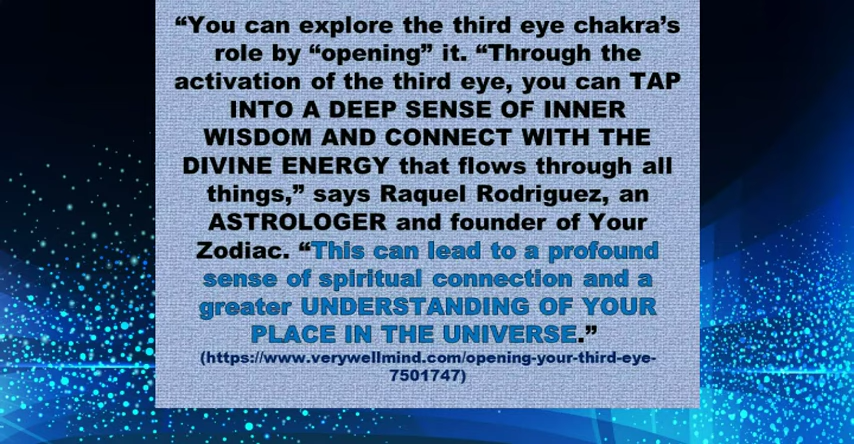 “You can explore the third eye chakra’s
role by “opening” it. “Through the
activation of the third eye, you can TAP
INTO A DEEP SENSE OF INNER
WISDOM AND CONNECT WITH THE
DIVINE ENERGY that flows through all
things,” says Raquel Rodriguez, an
ASTROLOGER and founder of Your
Zodiac. “This can lead to a profound
sense of spiritual connection and a
greater UNDERSTANDING OF YOUR
PLACE IN THE UNIVERSE.”
(https://www.verywellmind.com/opening-your-third-eye-
7501747)